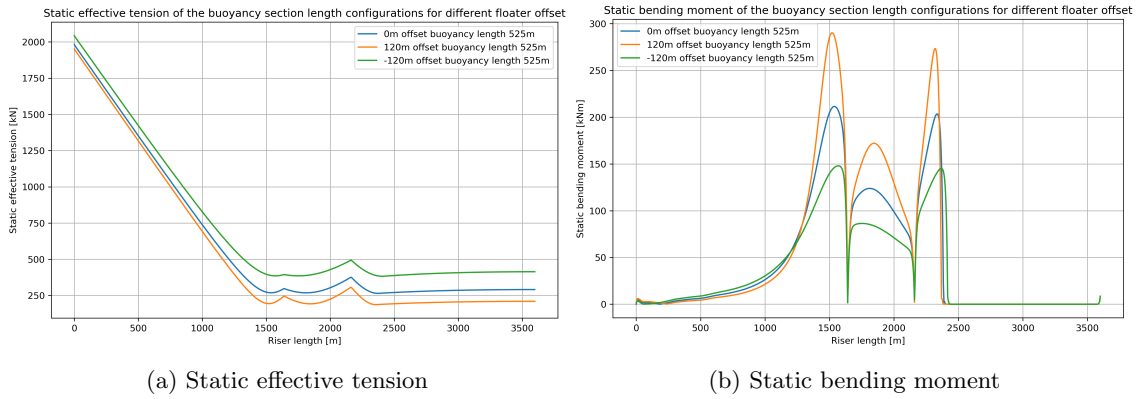 Static effective tension of the buoyancy section length configurations for different floater offset
0m offset buoyancy length 525m
120m offset buoyancy length 525m
-120m offset buoyancy length 525m
2000
1750
1500
1250
1000
750
500
250
Static effective tension [kN]
0 500 1000 1500 2000 2500 3000 3500
Riser length [m]
(a) Static effective tension
Static bending moment of the buoyancy section length configurations for different floater offset
0m offset buoyancy length 525m
120m offset buoyancy length 525m
-120m offset buoyancy length 525m
300
250
200
150
100
50
0
Static bending moment [kNm]
0 500 1000 1500 2000 2500 3000 3500
Riser length [m]
(b) Static bending moment